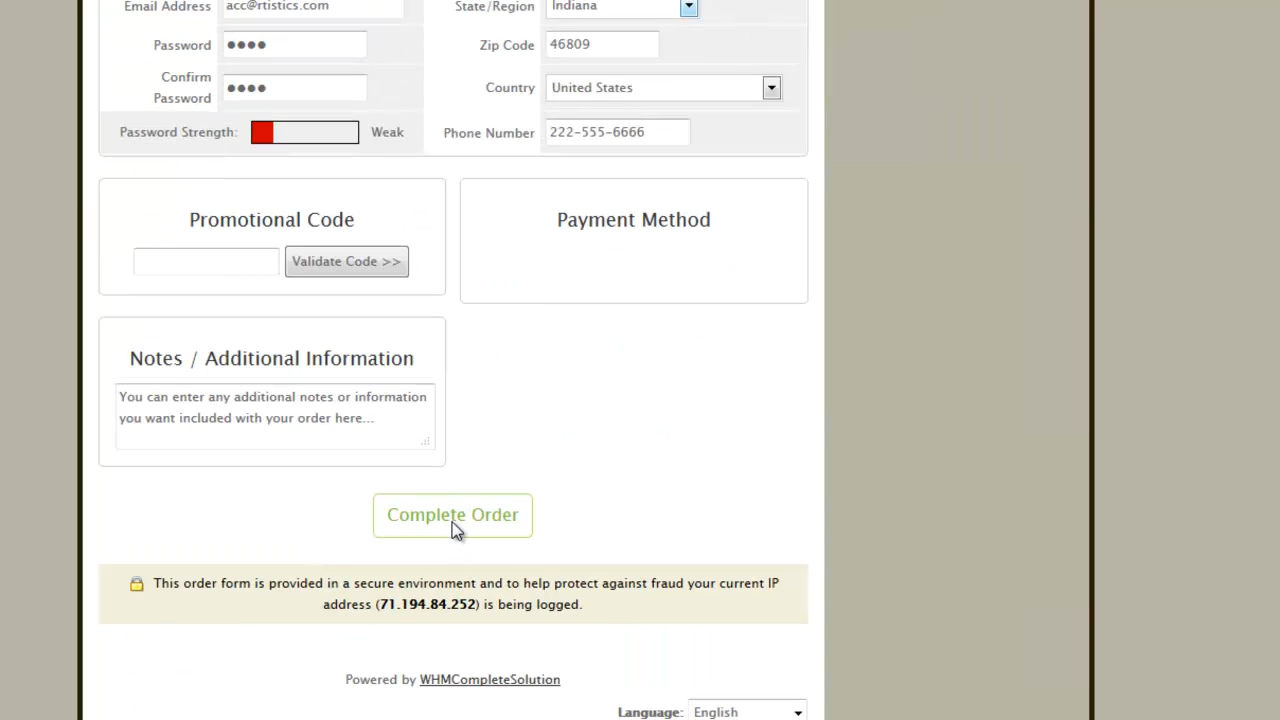 Email Address acc@rtistics.com State/Region Indiana
Password ●●●● Zip Code 46809
Confirm
Password ●●●● Country United States
Password Strength: Weak Phone Number 222-555-6666
Promotional Code Payment Method
Validate Code >>
Notes / Additional Information
You can enter any additional notes or information
you want included with your order here...
Complete Order
This order form is provided in a secure environment and to help protect against fraud your current IP
address (71.194.84.252) is being logged.
Powered by WHMCompleteSolution
Language: English